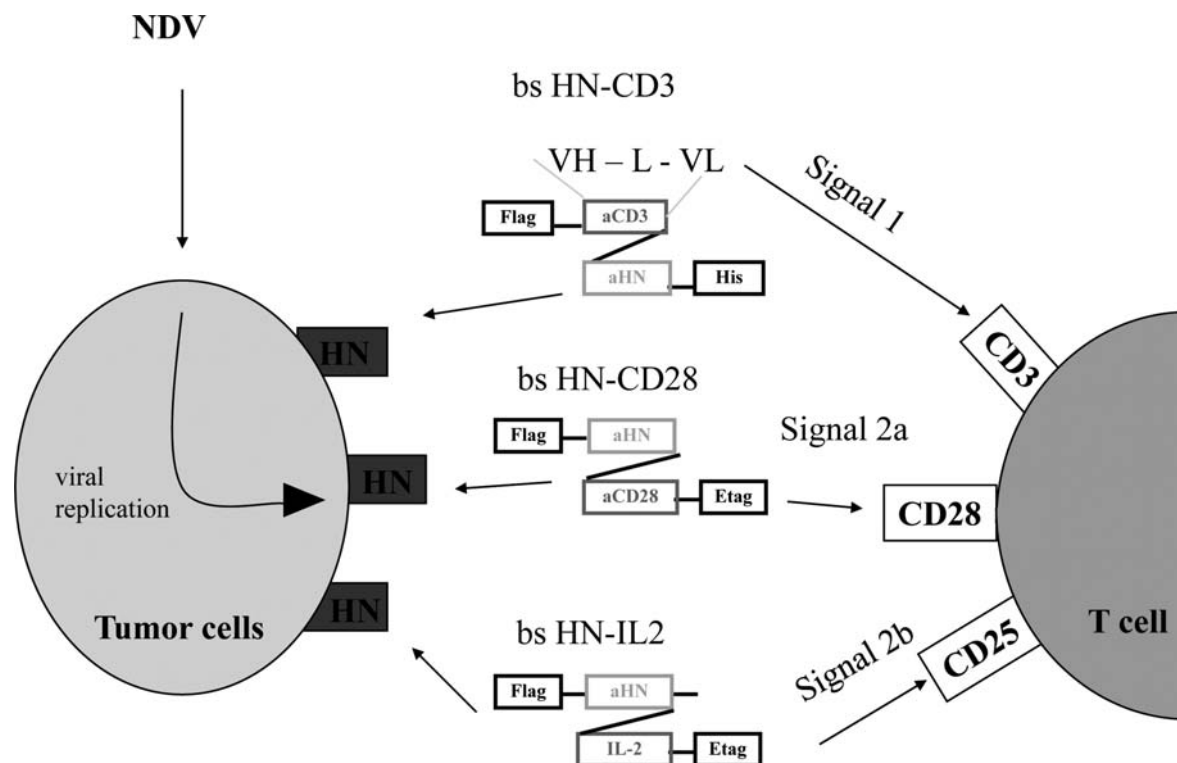 NDV
bs HN-CD3
VH – L - VL
Signal 1
Flag
aCD3
aHN
His
HN
CD3
bs HN-CD28
Flag
aHN
Signal 2a
viral
replication
HN
aCD28
Etag
CD28
HN
Tumor cells
bs HN-IL2
Signal 2b
CD25
T cell
Flag
aHN
IL-2
Etag